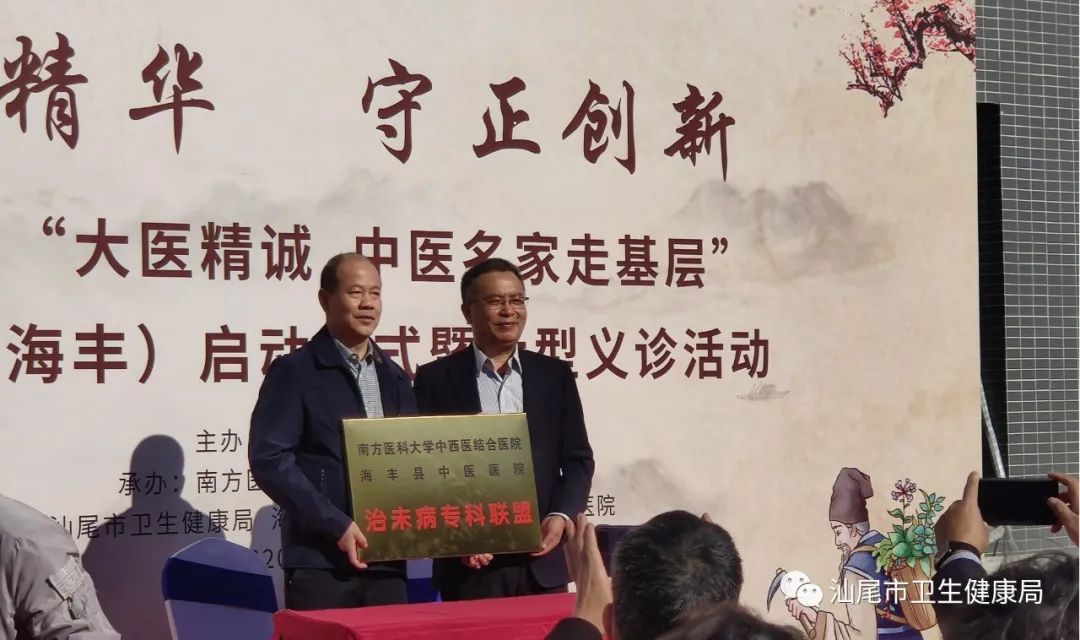 精华 守正创新
“大医精诚 中医名家走基层”
海丰）启动 式暨 型义诊活动
主办
承办：南方医
汕尾市卫生健康局 海 医院
南方医科大学中西医结合医院
海丰县中医医院
治未病专科联盟
汕尾市卫生健康局